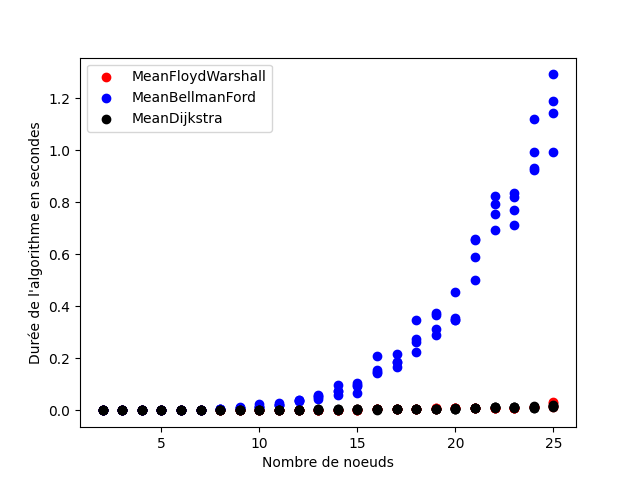 MeanFloydWarshall
MeanBellmanFord
MeanDijkstra
1.2
1.0
0.8
0.6
0.4
0.2
0.0
Durée de l'algorithme en secondes
5 10 15 20 25
Nombre de noeuds